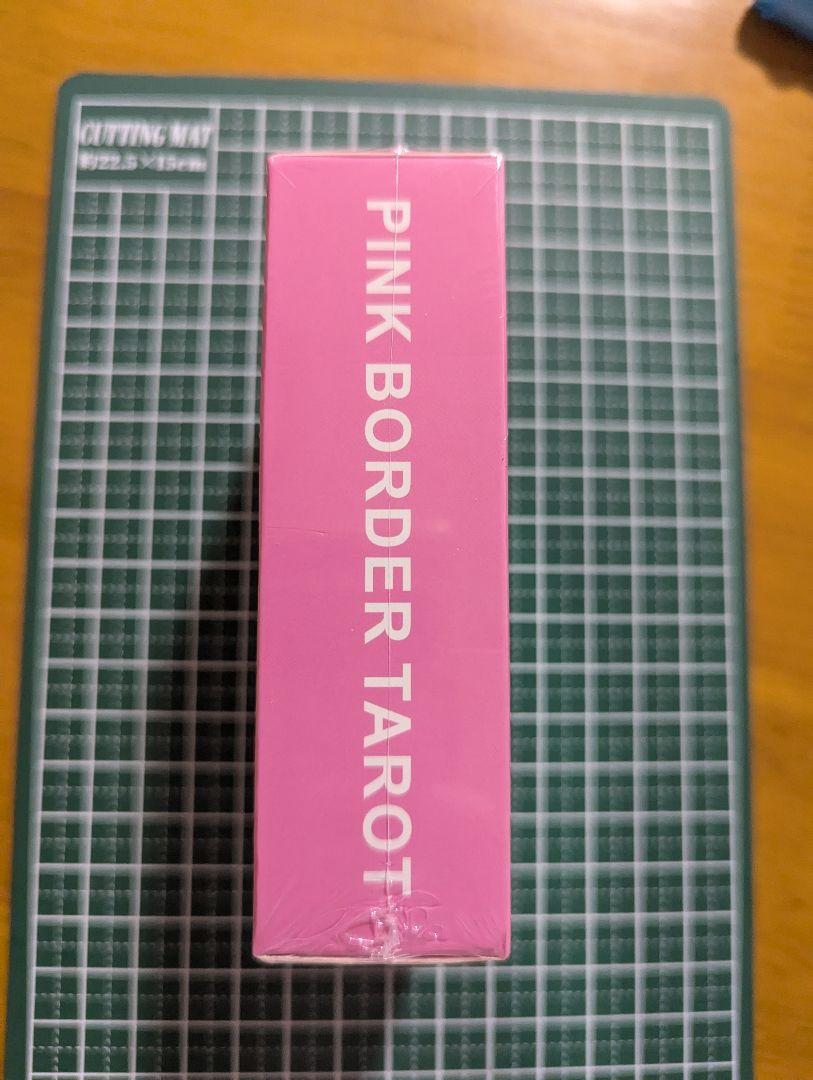 CUTTING MAT
約22.5×15cm
PINK BORDER TAROT